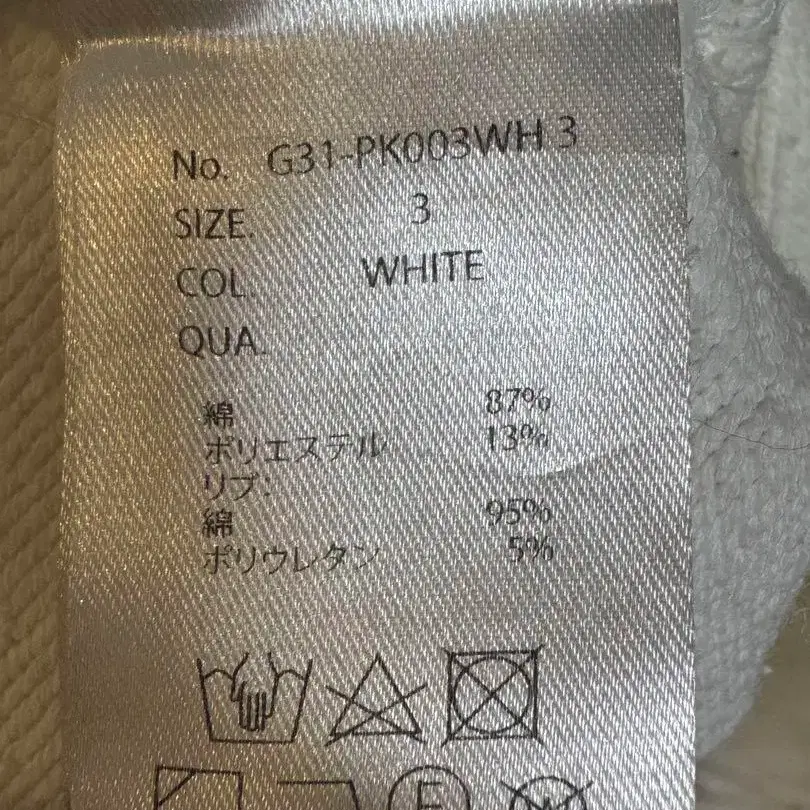 No. G31-PK003WH 3
SIZE. 3
COL. WHITE
QUA.
綿 87%
ポリエステル 13%
リブ:
綿 95%
ポリウレタン 5%
F
W